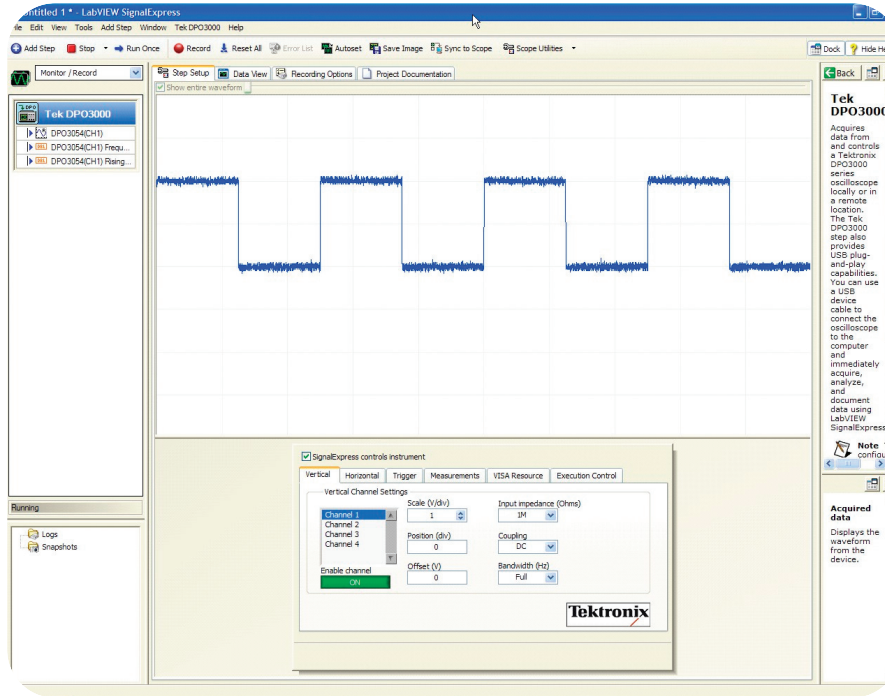 ntitled 1 * - LabVIEW SignalExpress
ile Edit View Tools Add Step Window Tek DPO3000 Help
Add Step Stop Run Once Record Reset All Error List Autoset Save Image Sync to Scope Scope Utilities Dock Hide He
Monitor / Record
Step Setup Data View Recording Options Project Documentation
Back
Show entire waveform
Tek DPO3000
DPO3054(CH1)
DPO3054(CH1) Frequ...
DPO3054(CH1) Rising...
Running
Logs
Snapshots
SignalExpress controls instrument
Vertical Horizontal Trigger Measurements VISA Resource Execution Control
Vertical Channel Settings
Channel 1
Channel 2
Channel 3
Channel 4
Enable channel
ON
Scale (V/div)
1
Position (div)
0
Offset (V)
0
Input impedance (Ohms)
1M
Coupling
DC
Bandwidth (Hz)
Full
Tektronix
Tek
DPO3000
Acquires
data from
and controls
a Tektronix
DPO3000
series
oscilloscope
locally or in
a remote
location.
The Tek
DPO3000
step also
provides
USB plug-
and-play
capabilities.
You can use
a USB
device
cable to
connect the
oscilloscope
to the
computer
and
immediately
acquire,
analyze,
and
document
data using
LabVIEW
SignalExpress
Note
configu
Acquired
data
Displays the
waveform
from the
device.